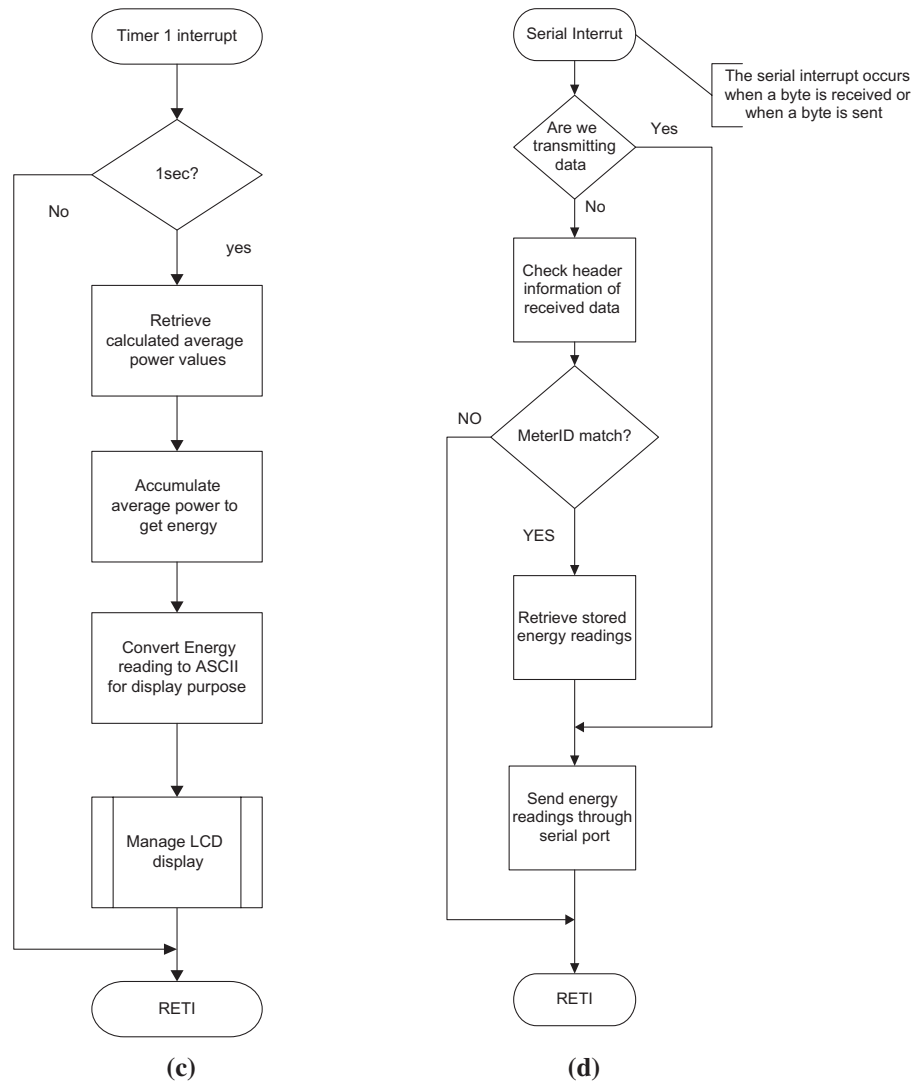 Timer 1 interrupt
1sec?
No
yes
Retrieve
calculated average
power values
Accumulate
average power to
get energy
Convert Energy
reading to ASCII
for display purpose
Manage LCD
display
RETI
(c)
Serial Interrut
The serial interrupt occurs
when a byte is received or
when a byte is sent
Are we
transmitting
data
Yes
No
Check header
information of
received data
NO
MeterID match?
YES
Retrieve stored
energy readings
Send energy
readings through
serial port
RETI
(d)